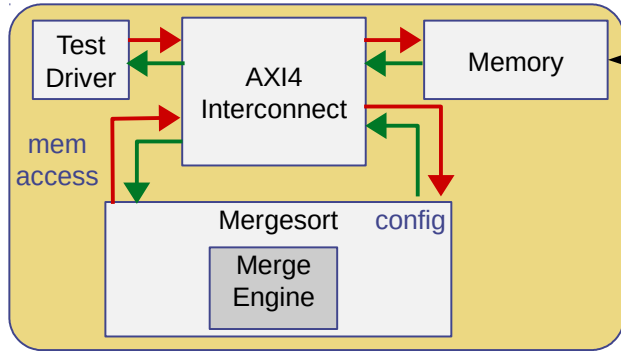 Test
Driver
AXI4
Interconnect
Memory
mem
access
Mergesort
config
Merge
Engine